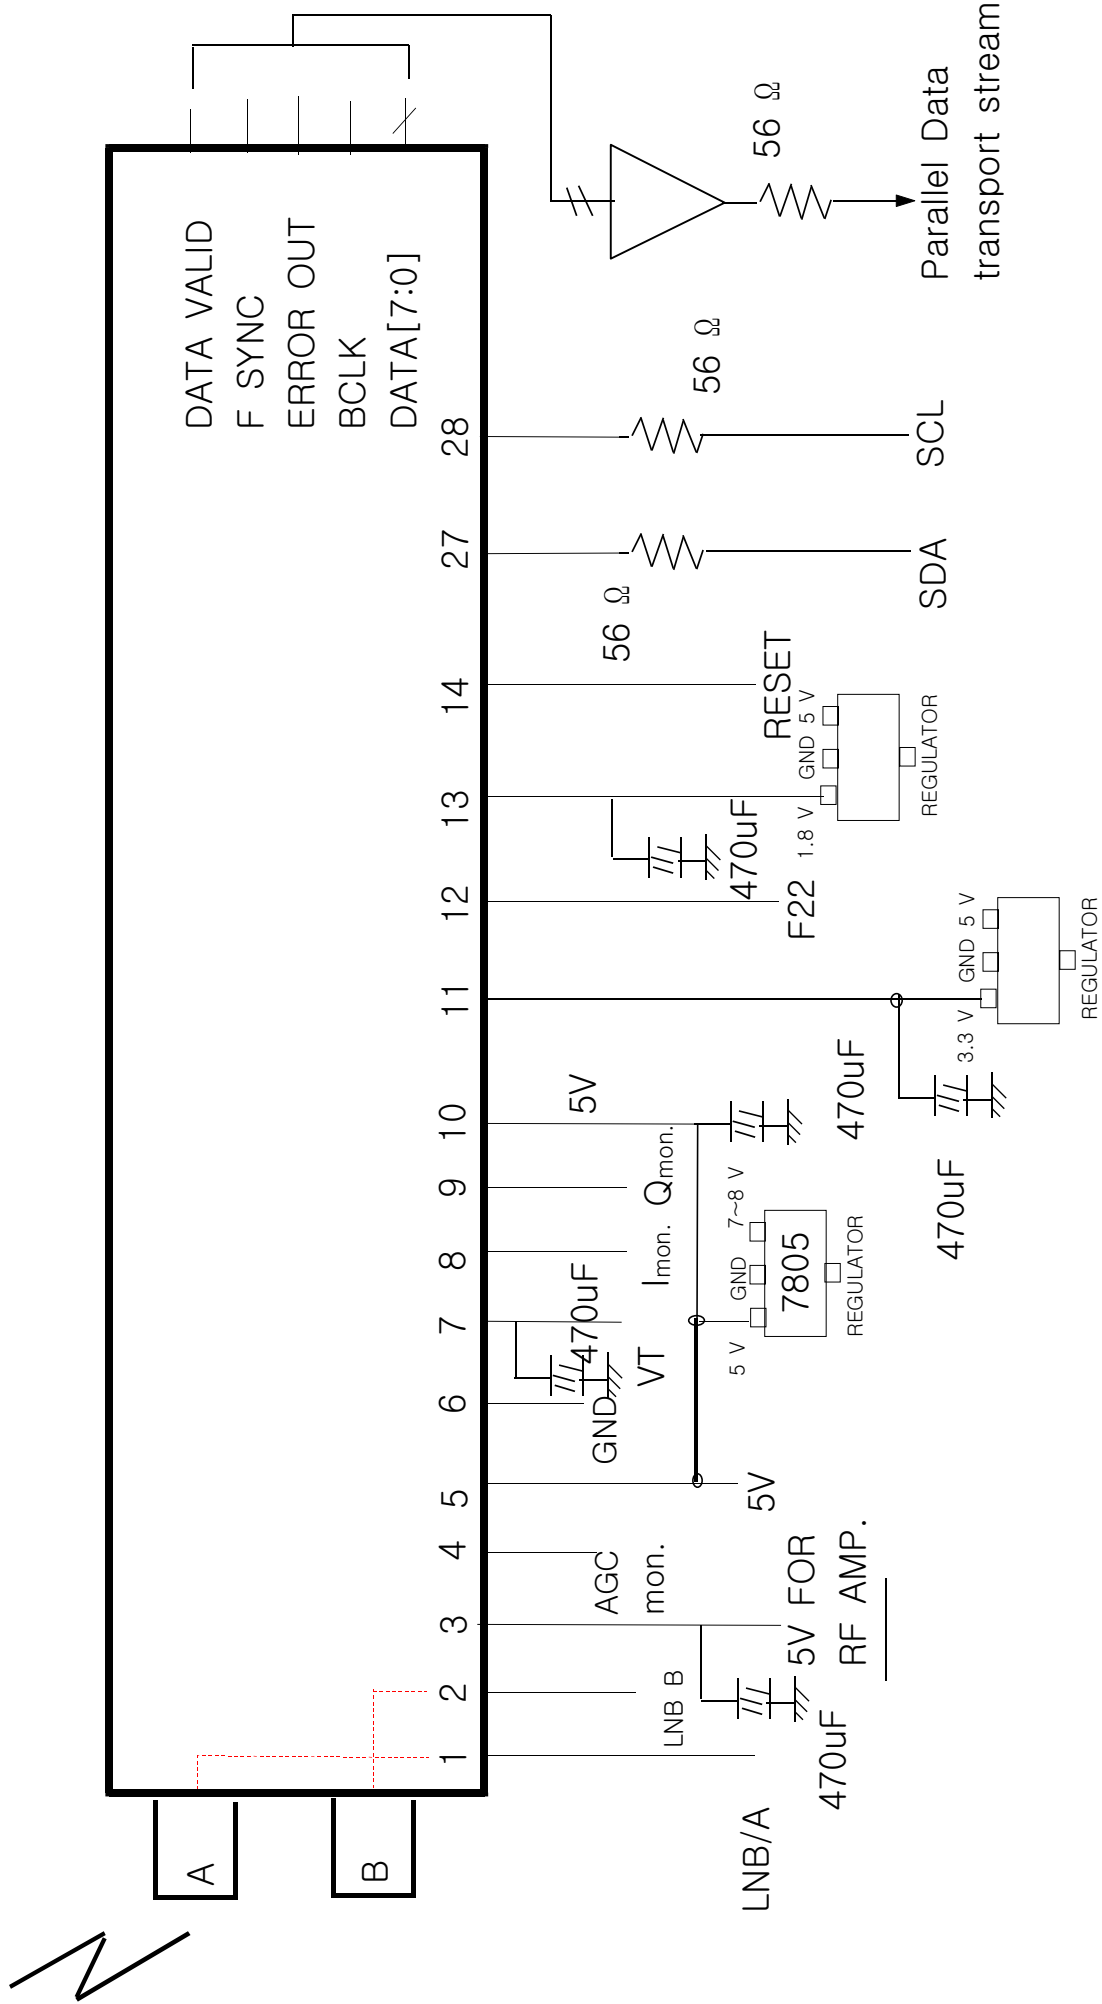 A
B
1
2
3
4
5
6
7
8
9
10
11
12
13
14
27
28
DATA VALID
F SYNC
ERROR OUT
BCLK
DATA[7:0]
LNB/A
LNB B
470uF
5V FOR
RF AMP.
AGC
mon.
5V
GND
470uF
VT
Imon.
Qmon.
5V
5 V
GND
7~8 V
7805
REGULATOR
470uF
470uF
3.3 V
GND
5 V
REGULATOR
F22
470uF
1.8 V
GND
5 V
REGULATOR
RESET
56 Ω
SDA
56 Ω
SCL
56 Ω
Parallel Data
transport stream